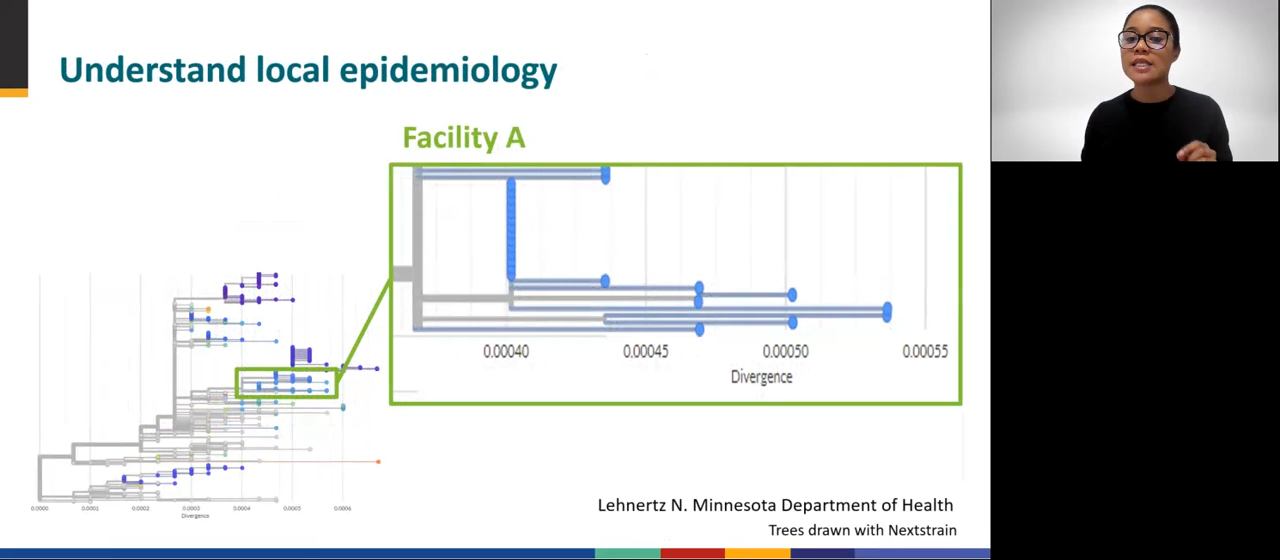 Understand local epidemiology
Facility A
0.00040 0.00045 0.00050 0.00055
Divergence
0.0000 0.0001 0.0002 0.0003 0.0004 0.0005 0.0006
Divergence
Lehnertz N. Minnesota Department of Health
Trees drawn with Nextstrain